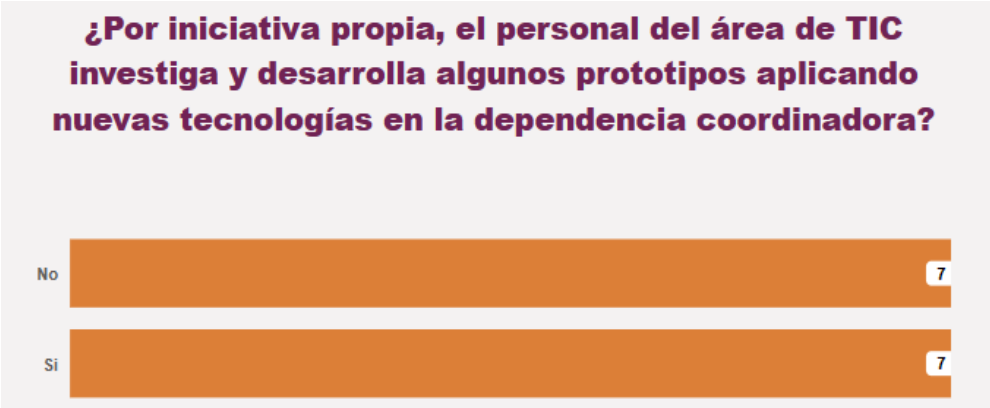 ¿Por iniciativa propia, el personal del área de TIC
investiga y desarrolla algunos prototipos aplicando
nuevas tecnologías en la dependencia coordinadora?
No
7
Si
7